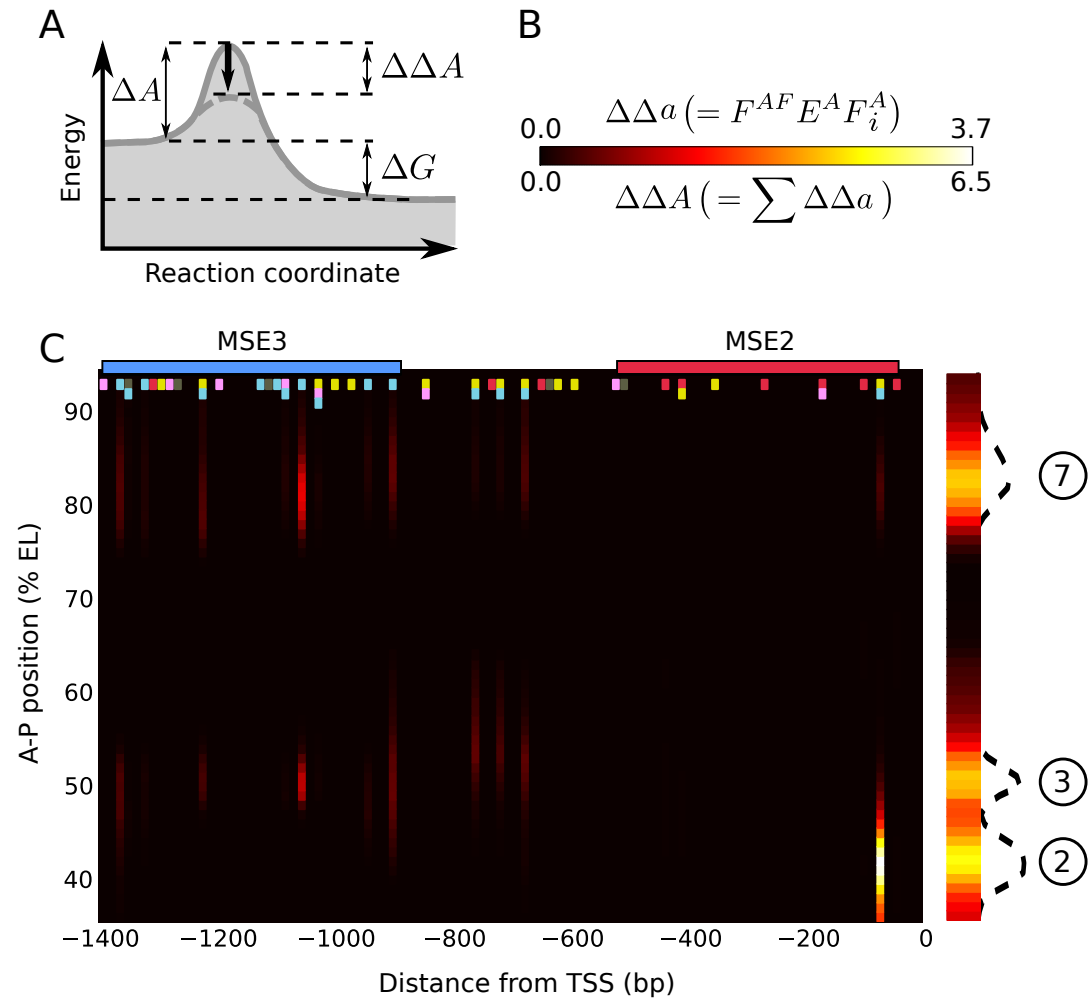 A
ΔA
ΔΔA
ΔG
Energy
Reaction coordinate
B
ΔΔa (= F^{AF} E^A F_i^A)
0.0 3.7
0.0 6.5
ΔΔA (= ∑ ΔΔa)
C
MSE3 MSE2
A-P position (% EL)
90
80
70
60
50
40
−1400 −1200 −1000 −800 −600 −400 −200 0
Distance from TSS (bp)
7
3
2